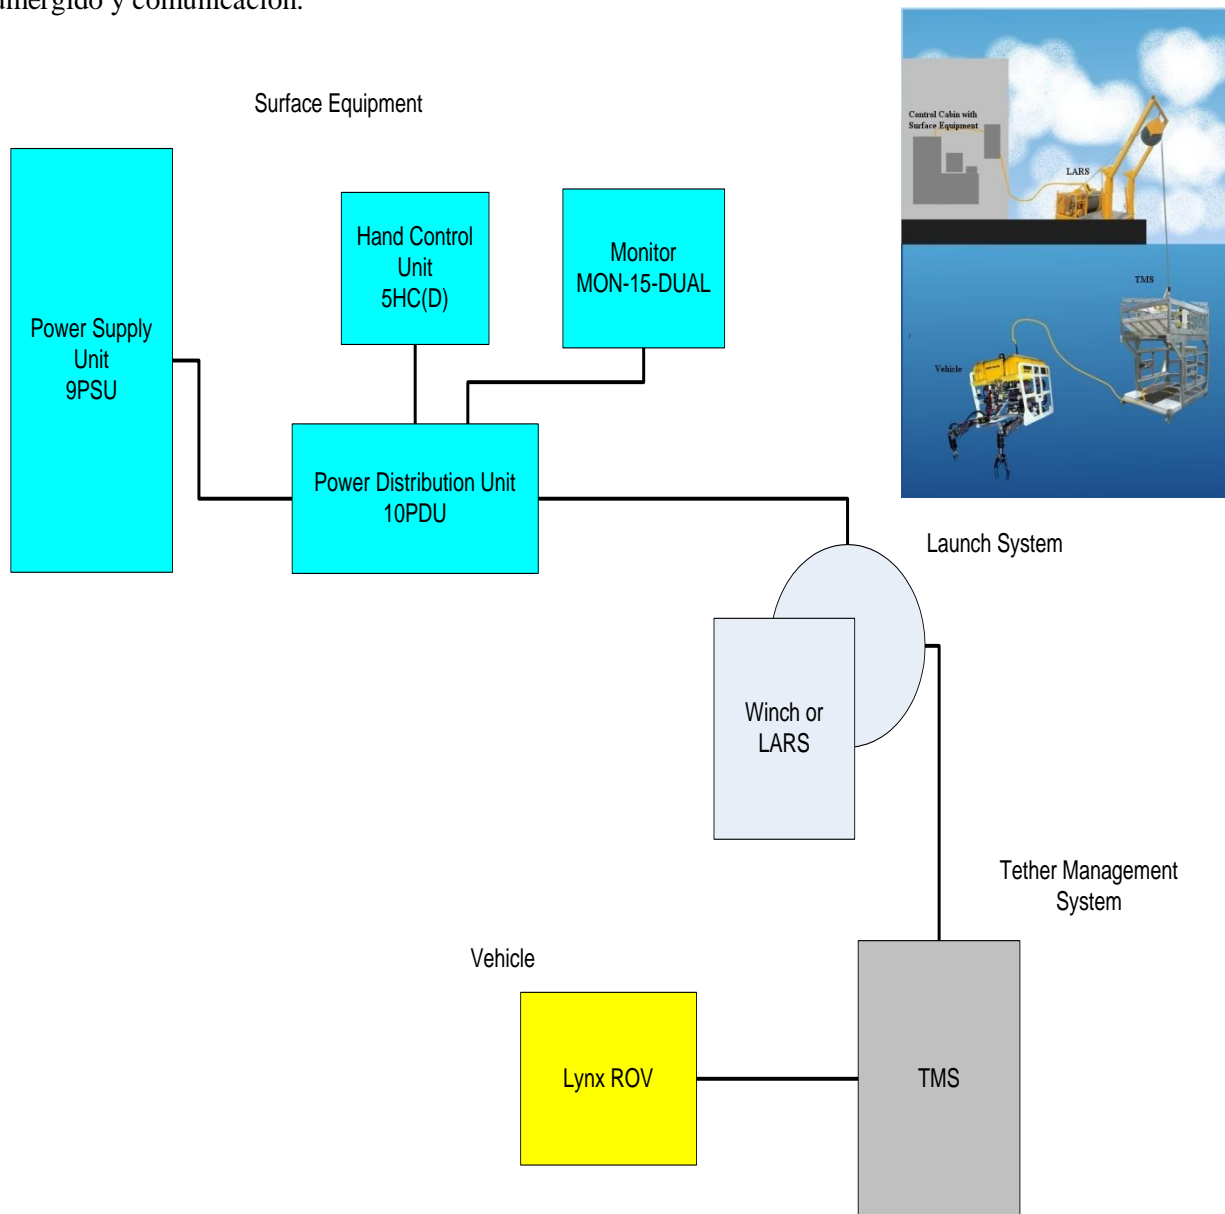 umergido y comunicación.
Surface Equipment
Control Cabin with
Surface Equipment
LARS
TMS
Vehicle
Power Supply
Unit
9PSU
Hand Control
Unit
5HC(D)
Monitor
MON-15-DUAL
Power Distribution Unit
10PDU
Launch System
Winch or
LARS
Tether Management
System
Vehicle
Lynx ROV
TMS